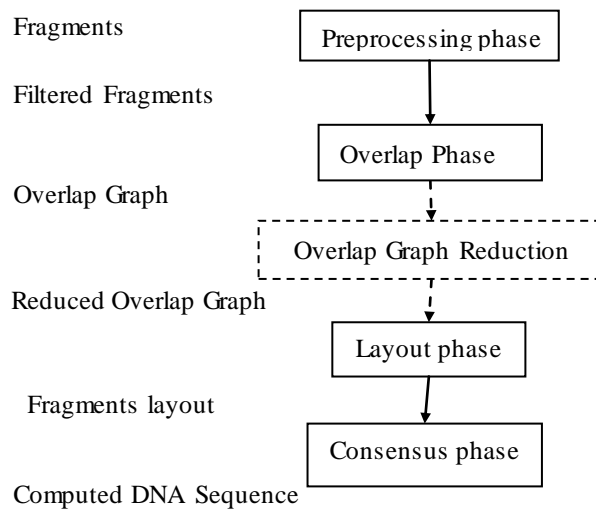 Fragments
Preprocessing phase
Filtered Fragments
Overlap Phase
Overlap Graph
Overlap Graph Reduction
Reduced Overlap Graph
Layout phase
Fragments layout
Consensus phase
Computed DNA Sequence